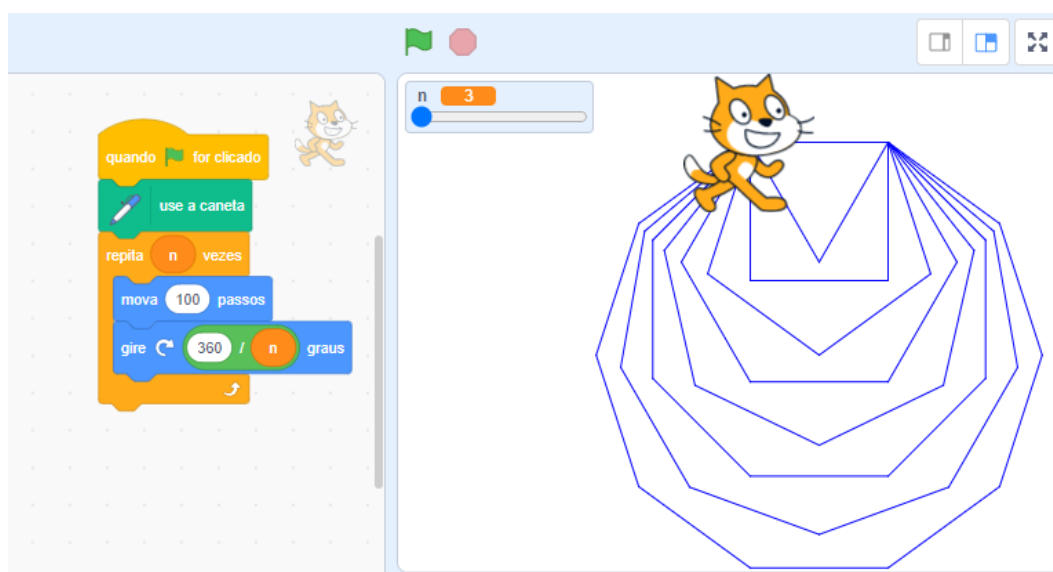 quando for clicado
use a caneta
repita n vezes
mova 100 passos
gire 360 / n graus
n 3